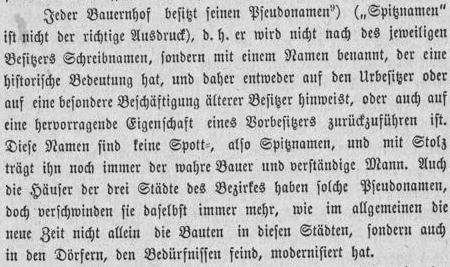 Jeder Bauernhof besitzt seinen Pseudonamen⁹) („Spitznamen“
ist nicht der richtige Ausdruck), d. h. er wird nicht nach des jeweiligen
Besitzers Schreibnamen, sondern mit einem Namen benannt, der eine
historische Bedeutung hat, und daher entweder auf den Urbesitzer oder
auf eine besondere Beschäftigung älterer Besitzer hinweist, oder auch auf
eine hervorragende Eigenschaft eines Vorbesitzers zurückzuführen ist.
Diese Namen sind keine Spott-, also Spitznamen, und mit Stolz
trägt ihn noch immer der wahre Bauer und verständige Mann. Auch
die Häuser der drei Städte des Bezirkes haben solche Pseudonamen,
doch verschwinden sie daselbst immer mehr, wie im allgemeinen die
neue Zeit nicht allein die Bauten in diesen Städten, sondern auch
in den Dörfern, den Bedürfnissen feind, modernisiert hat.